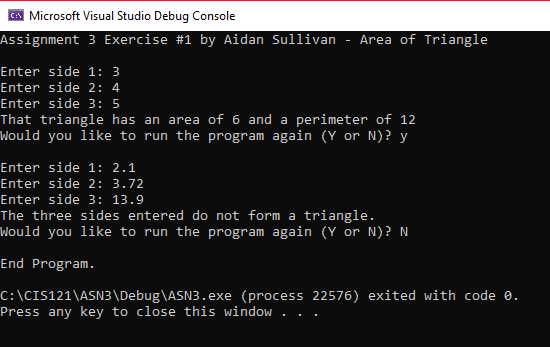 Microsoft Visual Studio Debug Console
Assignment 3 Exercise #1 by Aidan Sullivan - Area of Triangle
Enter side 1: 3
Enter side 2: 4
Enter side 3: 5
That triangle has an area of 6 and a perimeter of 12
Would you like to run the program again (Y or N)? y
Enter side 1: 2.1
Enter side 2: 3.72
Enter side 3: 13.9
The three sides entered do not form a triangle.
Would you like to run the program again (Y or N)? N
End Program.
C:\CIS121\ASN3\Debug\ASN3.exe (process 22576) exited with code 0.
Press any key to close this window . . .